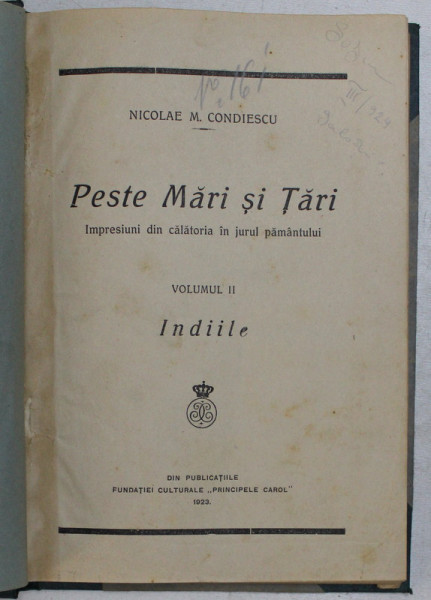 NICOLAE M. CONDIESCU
Peste Mări și Țări
Impresiuni din călătoria în jurul pământului
VOLUMUL II
Indiile
DIN PUBLICAȚIILE
FUNDAȚIEI CULTURALE „PRINCIPELE CAROL"
1923.